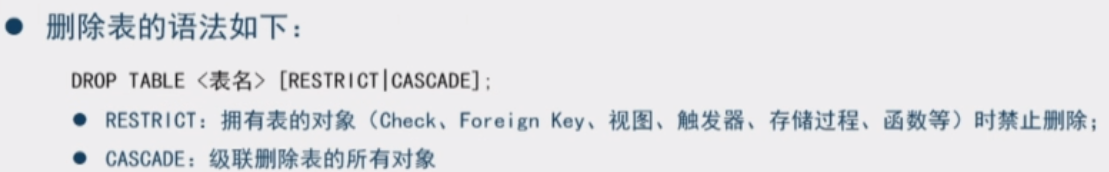 ● 删除表的语法如下：
DROP TABLE <表名> [RESTRICT|CASCADE];
● RESTRICT：拥有表的对象（Check、Foreign Key、视图、触发器、存储过程、函数等）时禁止删除；
● CASCADE：级联删除表的所有对象